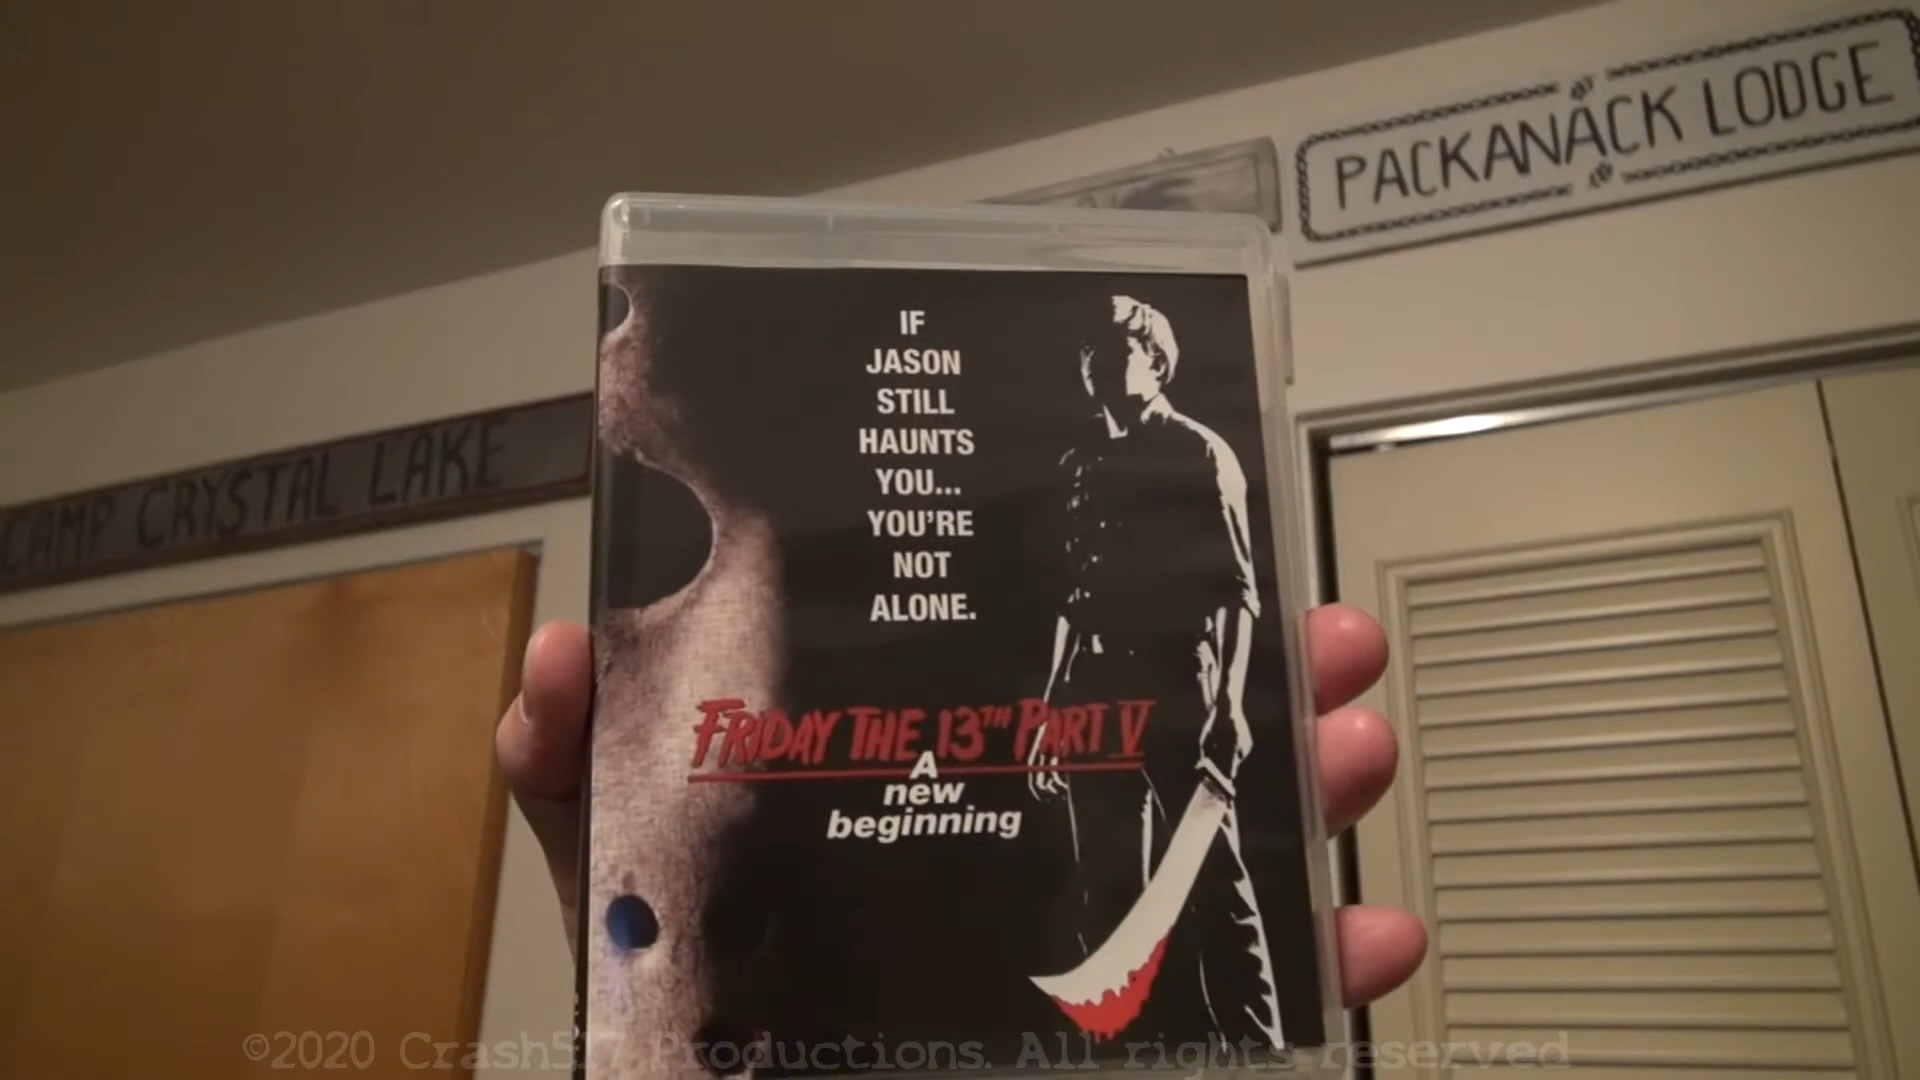 PACKANACK LODGE
CAMP CRYSTAL LAKE
IF
JASON
STILL
HAUNTS
YOU...
YOU'RE
NOT
ALONE.
FRIDAY THE 13TH PART V
A
new
beginning
©2020 Crash517 Productions. All rights reserved